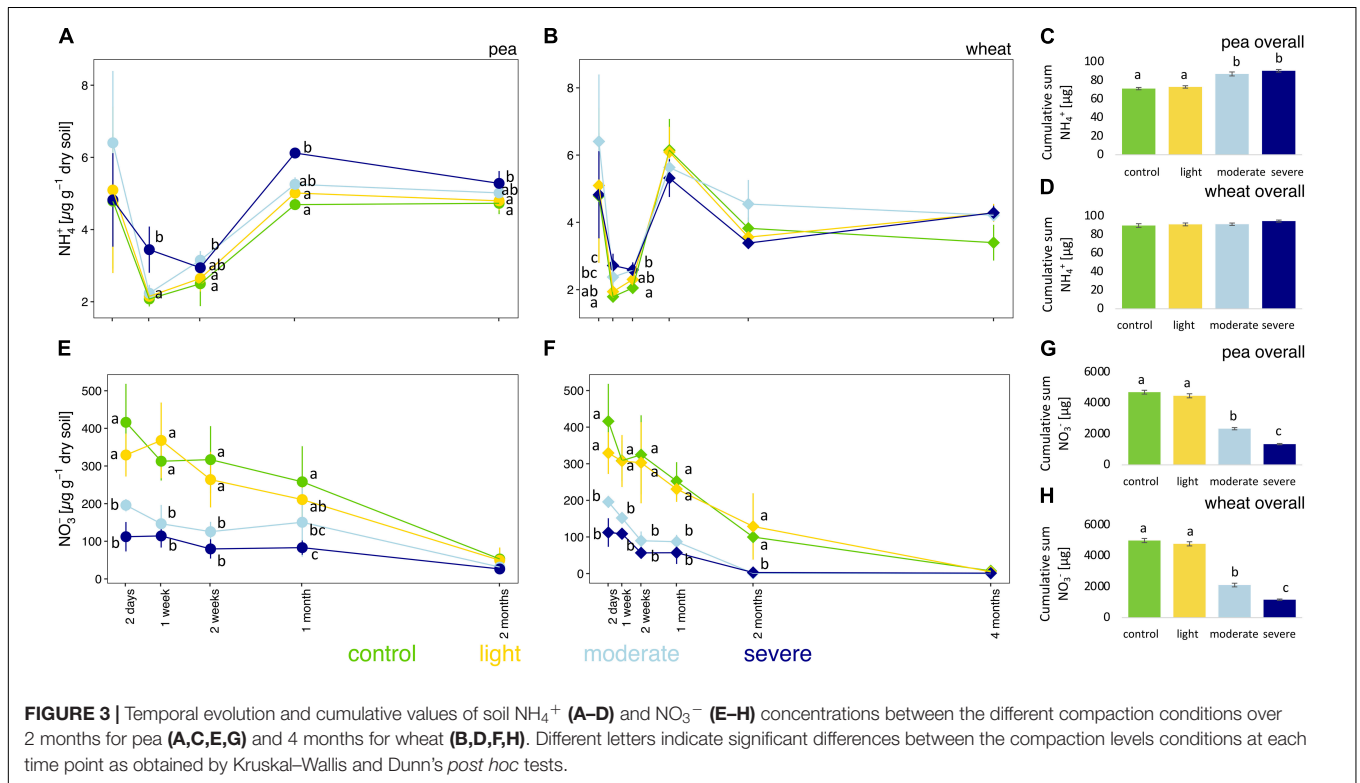 A
pea
B
wheat
C
pea overall
NH₄⁺ [µg g⁻¹ dry soil]
8
6
4
2
b
a
b
ab
a
a
b
ab
a
a
b
ab
a
a
8
6
4
2
c
bc
ab
a
b
ab
a
Cumulative sum
NH₄⁺ [µg]
100
80
60
40
20
0
a
a
b
b
control light moderate severe
D
wheat overall
Cumulative sum
NH₄⁺ [µg]
100
80
60
40
20
0
control light moderate severe
E
NO₃⁻ [µg g⁻¹ dry soil]
500
400
300
200
100
0
a
a
b
b
a
a
b
b
a
a
b
b
a
ab
bc
c
2 days
1 week
2 weeks
1 month
2 months
F
500
400
300
200
100
0
a
a
b
b
a
a
b
b
a
a
b
b
a
a
b
b
a
a
b
2 days
1 week
2 weeks
1 month
2 months
4 months
G
pea overall
Cumulative sum
NO₃⁻ [µg]
6000
4000
2000
0
a
a
b
c
control light moderate severe
H
wheat overall
Cumulative sum
NO₃⁻ [µg]
6000
4000
2000
0
a
a
b
c
control light moderate severe
control light moderate severe
FIGURE 3 | Temporal evolution and cumulative values of soil NH₄⁺ (A–D) and NO₃⁻ (E–H) concentrations between the different compaction conditions over
2 months for pea (A,C,E,G) and 4 months for wheat (B,D,F,H). Different letters indicate significant differences between the compaction levels conditions at each
time point as obtained by Kruskal–Wallis and Dunn's post hoc tests.